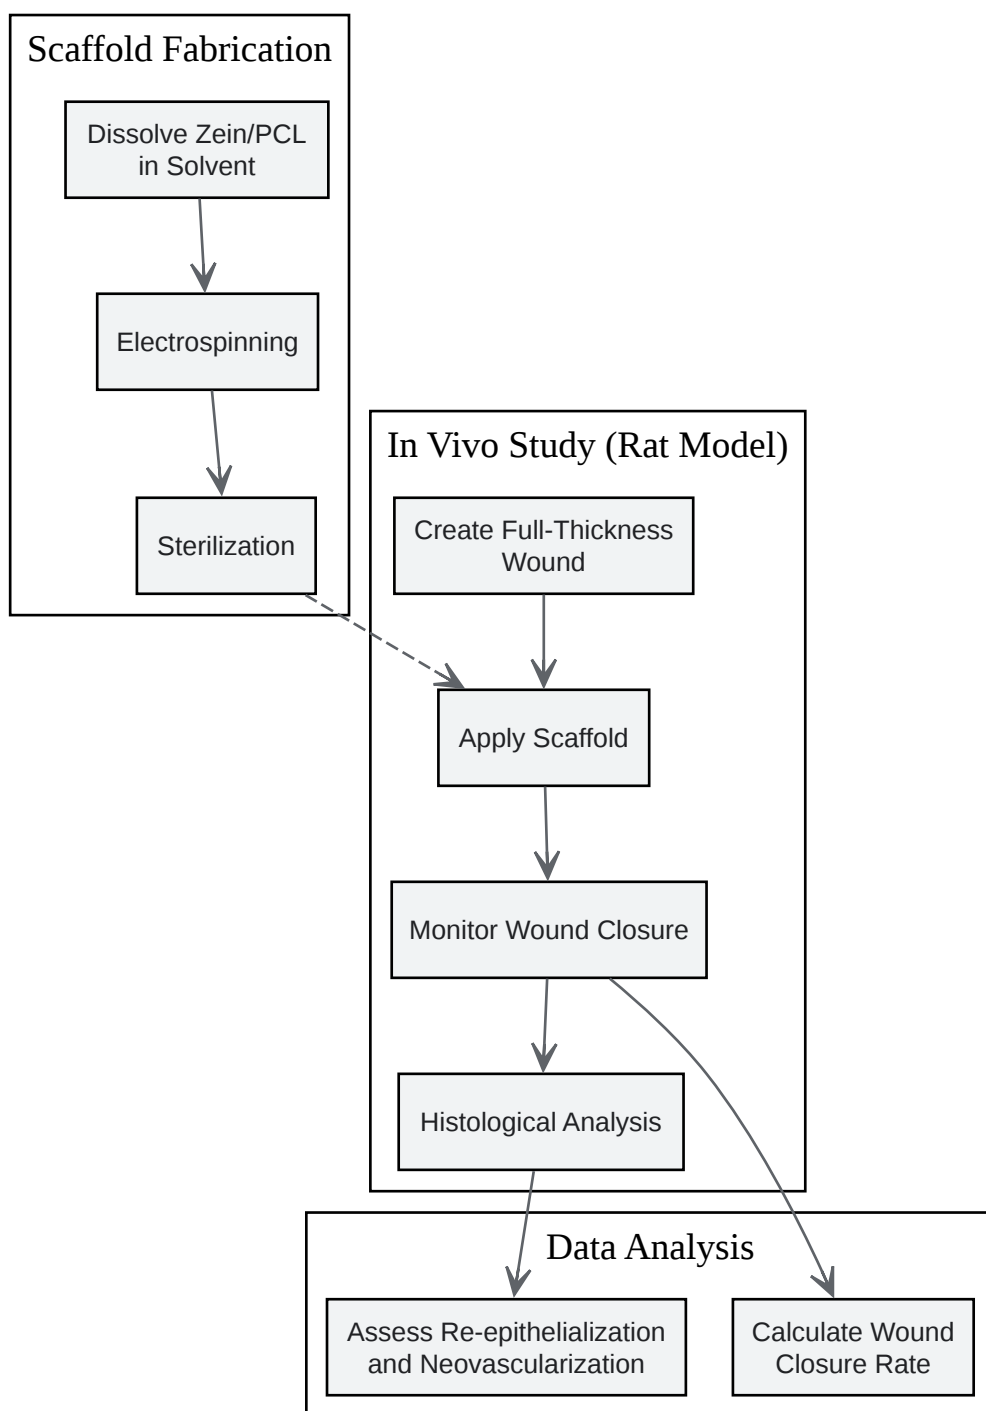 Scaffold Fabrication
Dissolve Zein/PCL
in Solvent
Electrospinning
Sterilization
In Vivo Study (Rat Model)
Create Full-Thickness
Wound
Apply Scaffold
Monitor Wound Closure
Histological Analysis
Data Analysis
Assess Re-epithelialization
and Neovascularization
Calculate Wound
Closure Rate